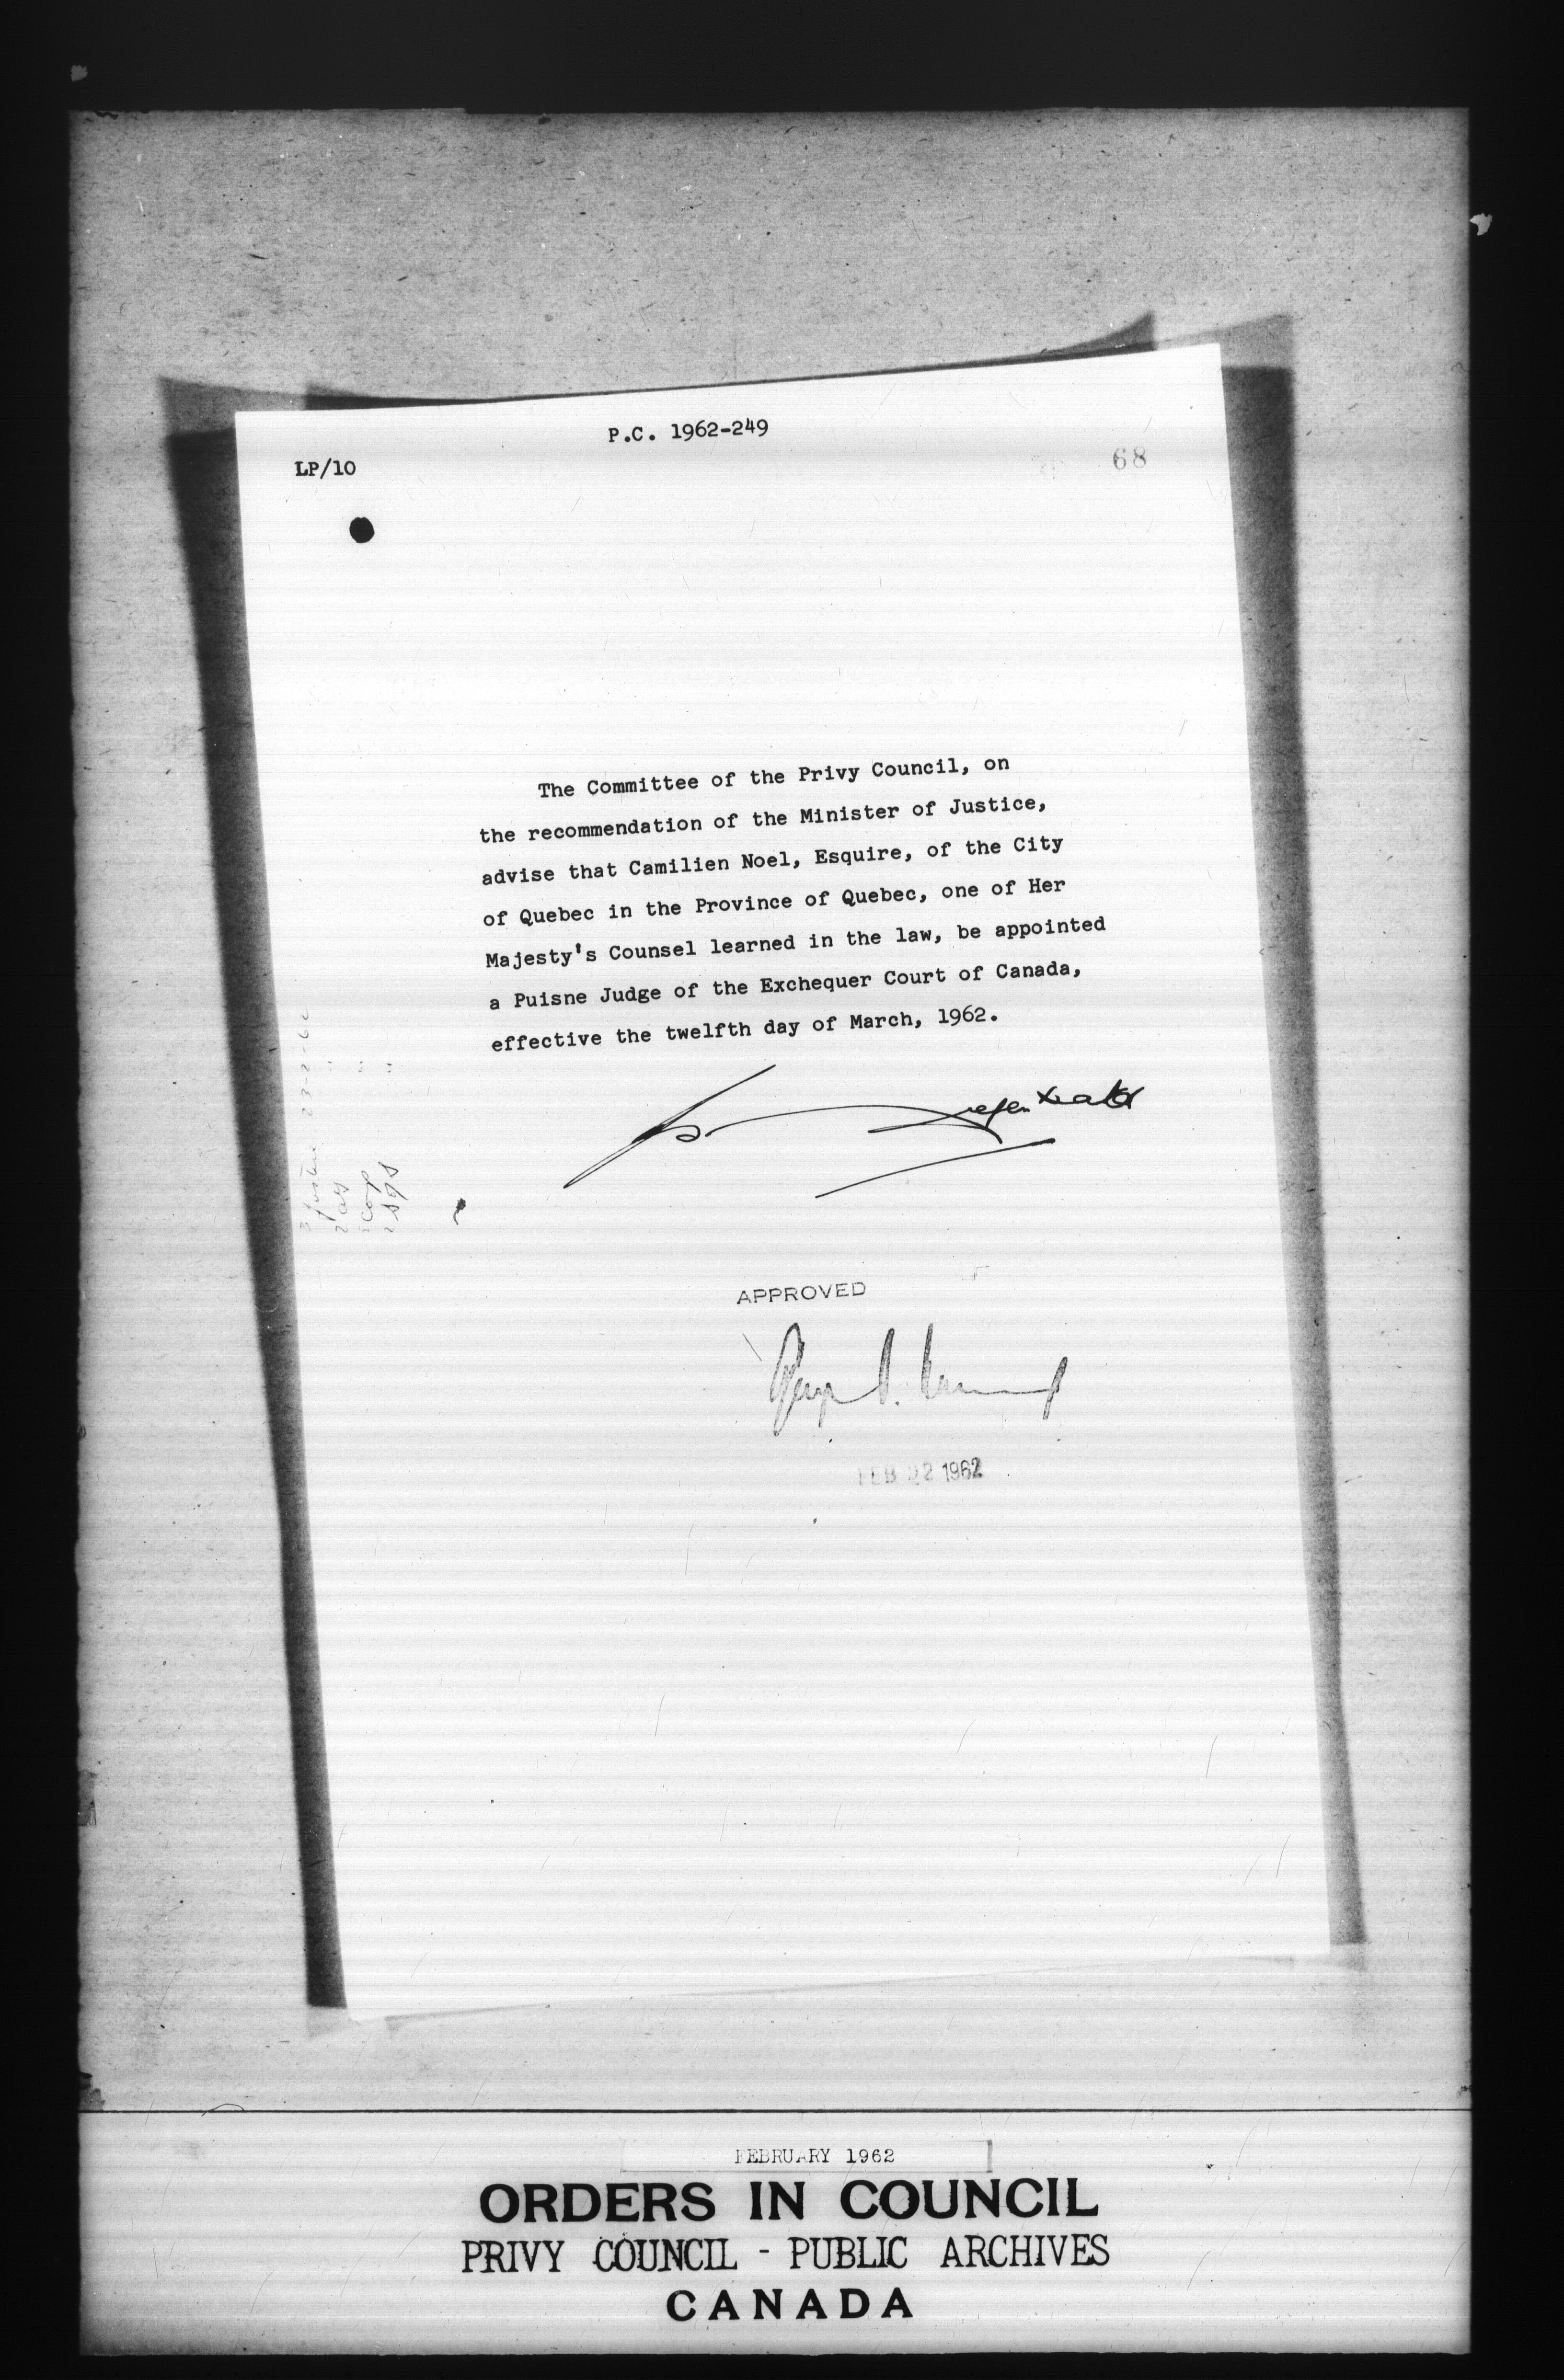 P.C. 1962-249
LP/10
68
The Committee of the Privy Council, on
the recommendation of the Minister of Justice,
advise that Camilien Noel, Esquire, of the City
of Quebec in the Province of Quebec, one of Her
Majesty's Counsel learned in the law, be appointed
a Puisne Judge of the Exchequer Court of Canada,
effective the twelfth day of March, 1962.
APPROVED
FEB 22 1962
FEBRUARY 1962
ORDERS IN COUNCIL
PRIVY COUNCIL - PUBLIC ARCHIVES
CANADA